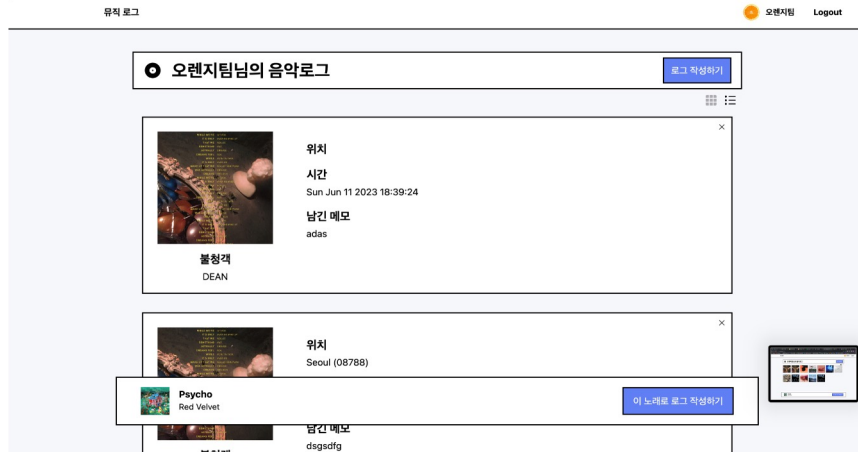 뮤직 로그
오렌지팀
Logout
오렌지팀님의 음악로그
로그 작성하기
위치
시간
Sun Jun 11 2023 18:39:24
남긴 메모
adas
불청객
DEAN
위치
Seoul (08788)
Psycho
Red Velvet
이 노래로 로그 작성하기
남긴 메모
dsgsdfg
불청객